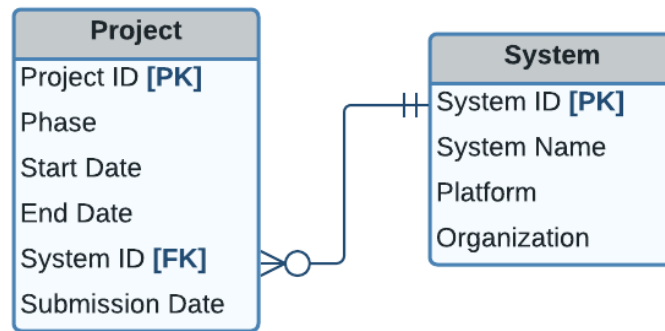 Project
Project ID [PK]
Phase
Start Date
End Date
System ID [FK]
Submission Date
System
System ID [PK]
System Name
Platform
Organization